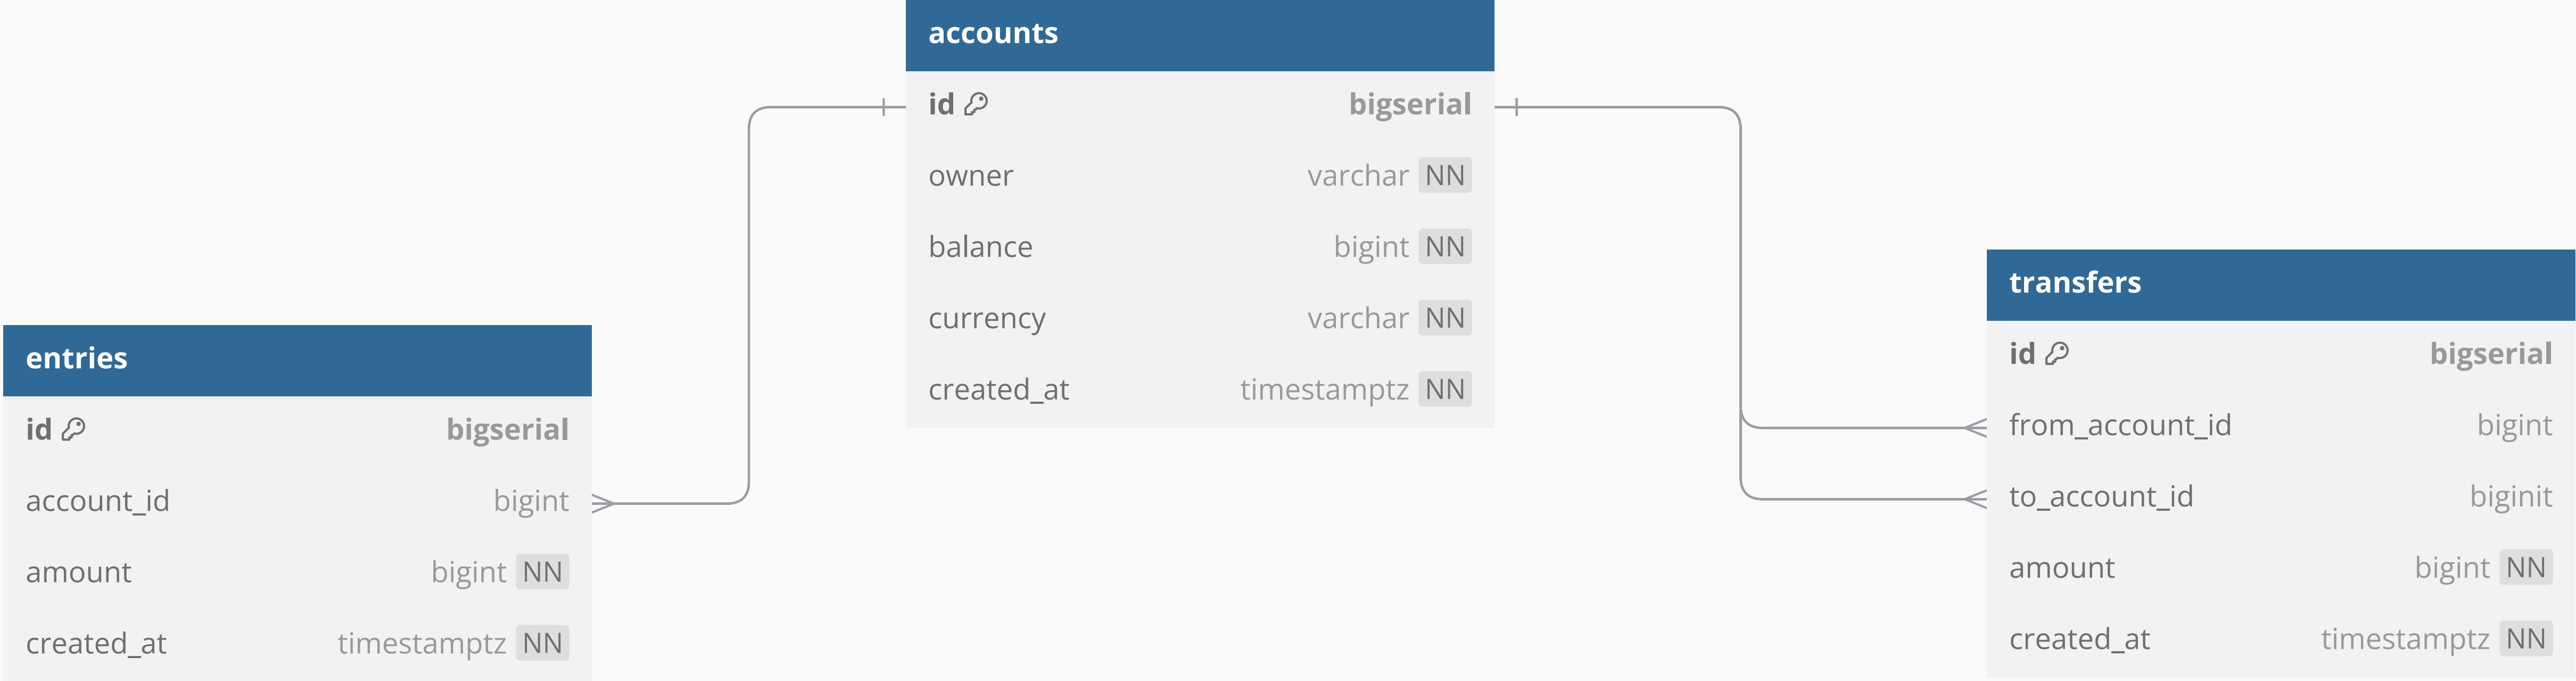 accounts
id bigserial
owner varchar NN
balance bigint NN
currency varchar NN
created_at timestamptz NN
entries
id bigserial
account_id bigint
amount bigint NN
created_at timestamptz NN
transfers
id bigserial
from_account_id bigint
to_account_id biginit
amount bigint NN
created_at timestamptz NN